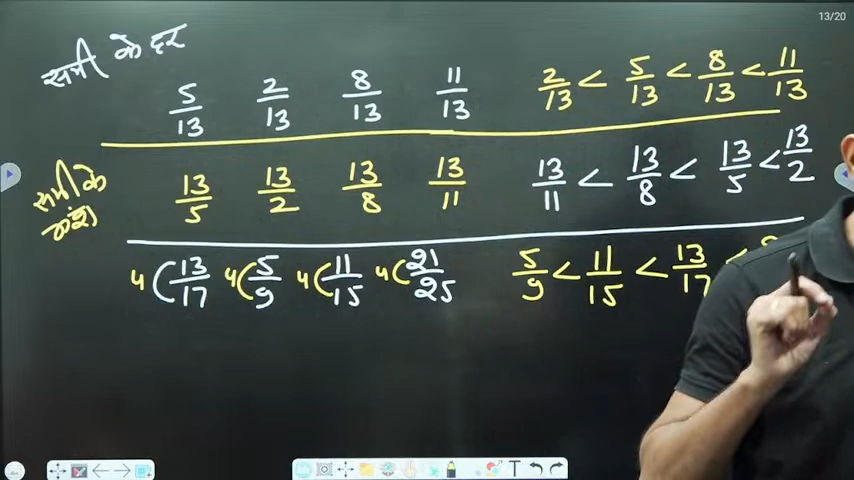 13/20
सभी के हर
5/13 2/13 8/13 11/13 2/13 < 5/13 < 8/13 < 11/13
सभी के अंश
13/5 13/2 13/8 13/11 13/11 < 13/8 < 13/5 < 13/2
4(13/17 4(5/9 4(11/15 4(21/25 5/9 < 11/15 < 13/17 <
T